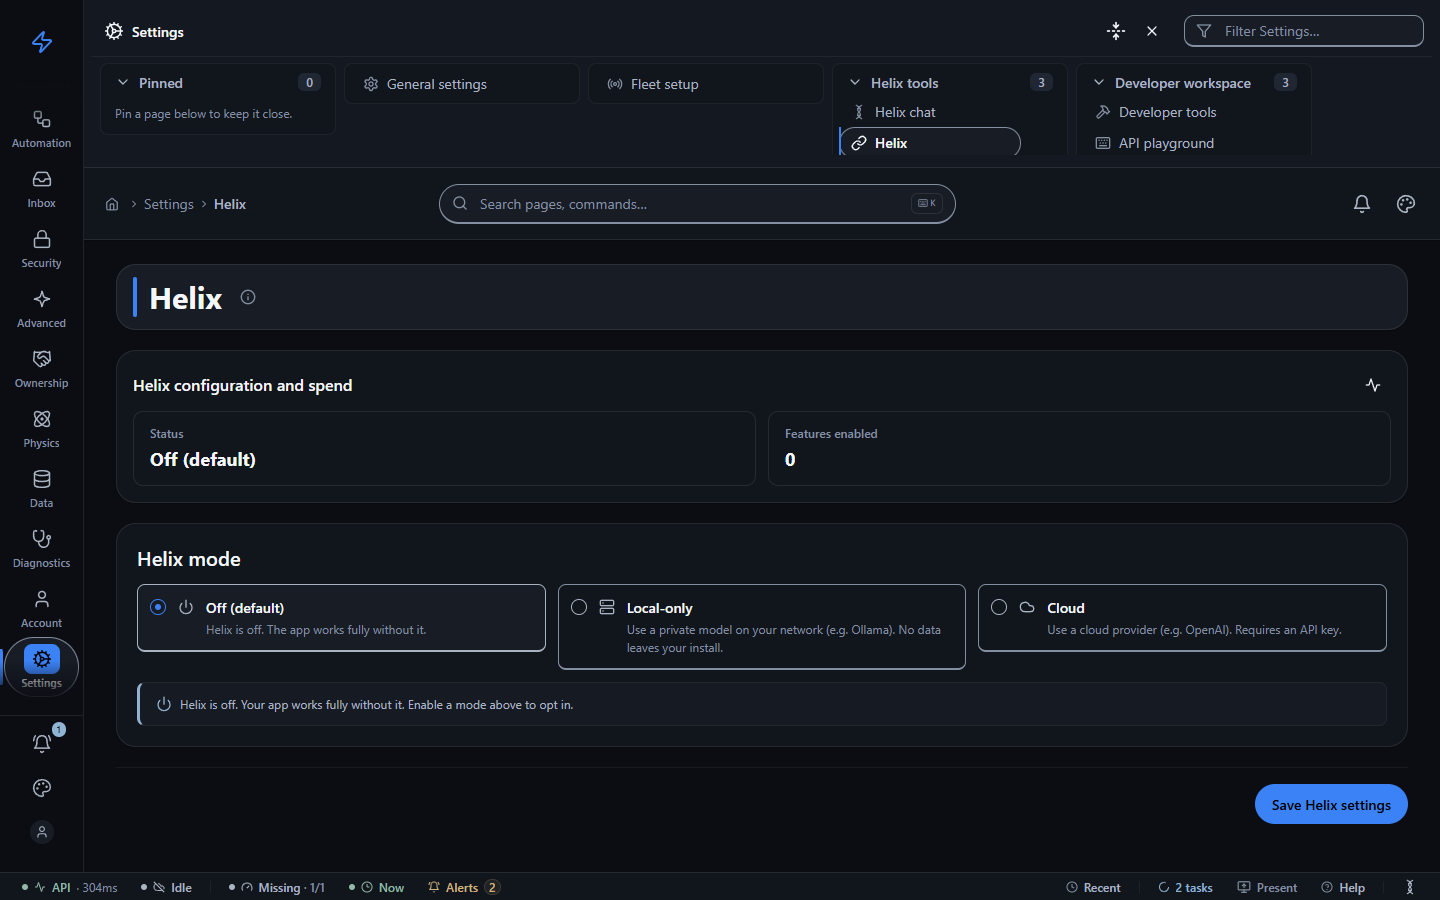 Settings
Filter Settings...
Pinned
0
Pin a page below to keep it close.
General settings
Fleet setup
Helix tools
3
Helix chat
Helix
Developer workspace
3
Developer tools
API playground
Automation
Inbox
Security
Advanced
Ownership
Physics
Data
Diagnostics
Account
Settings
1
Settings
Helix
Search pages, commands...
K
Helix
Helix configuration and spend
Status
Off (default)
Features enabled
0
Helix mode
Off (default)
Helix is off. The app works fully without it.
Local-only
Use a private model on your network (e.g. Ollama). No data
leaves your install.
Cloud
Use a cloud provider (e.g. OpenAI). Requires an API key.
Helix is off. Your app works fully without it. Enable a mode above to opt in.
Save Helix settings
API · 304ms
Idle
Missing · 1/1
Now
Alerts 2
Recent
2 tasks
Present
Help